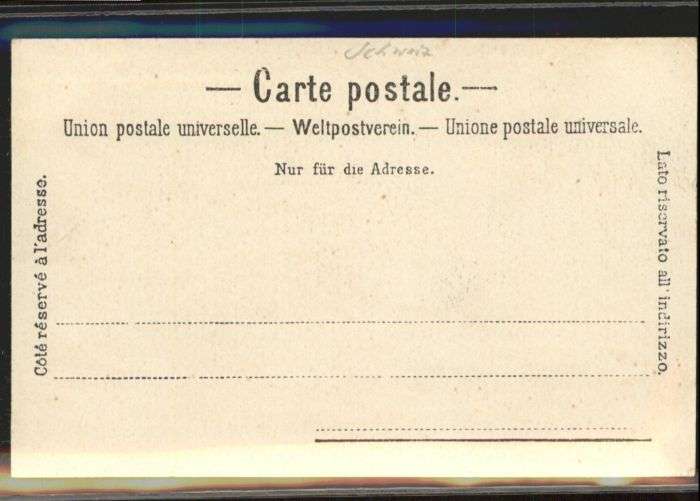 Schweiz
— Carte postale. —
Union postale universelle. — Weltpostverein. — Unione postale universale.
Nur für die Adresse.
Côté réservé à l'adresse.
Lato riservato all' indirizzo.